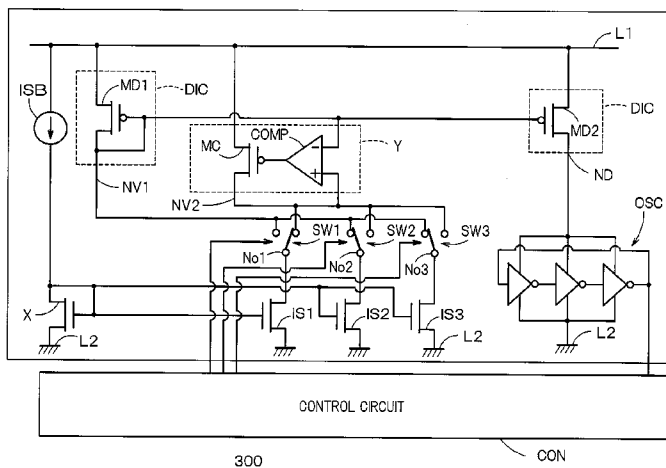 L1
ISB
MD1
DIC
DIC
MD2
COMP
MC
Y
-
+
NV1
NV2
ND
OSC
SW1
SW2
SW3
No1
No2
No3
X
iS1
IS2
IS3
L2
L2
L2
CONTROL CIRCUIT
300
CON